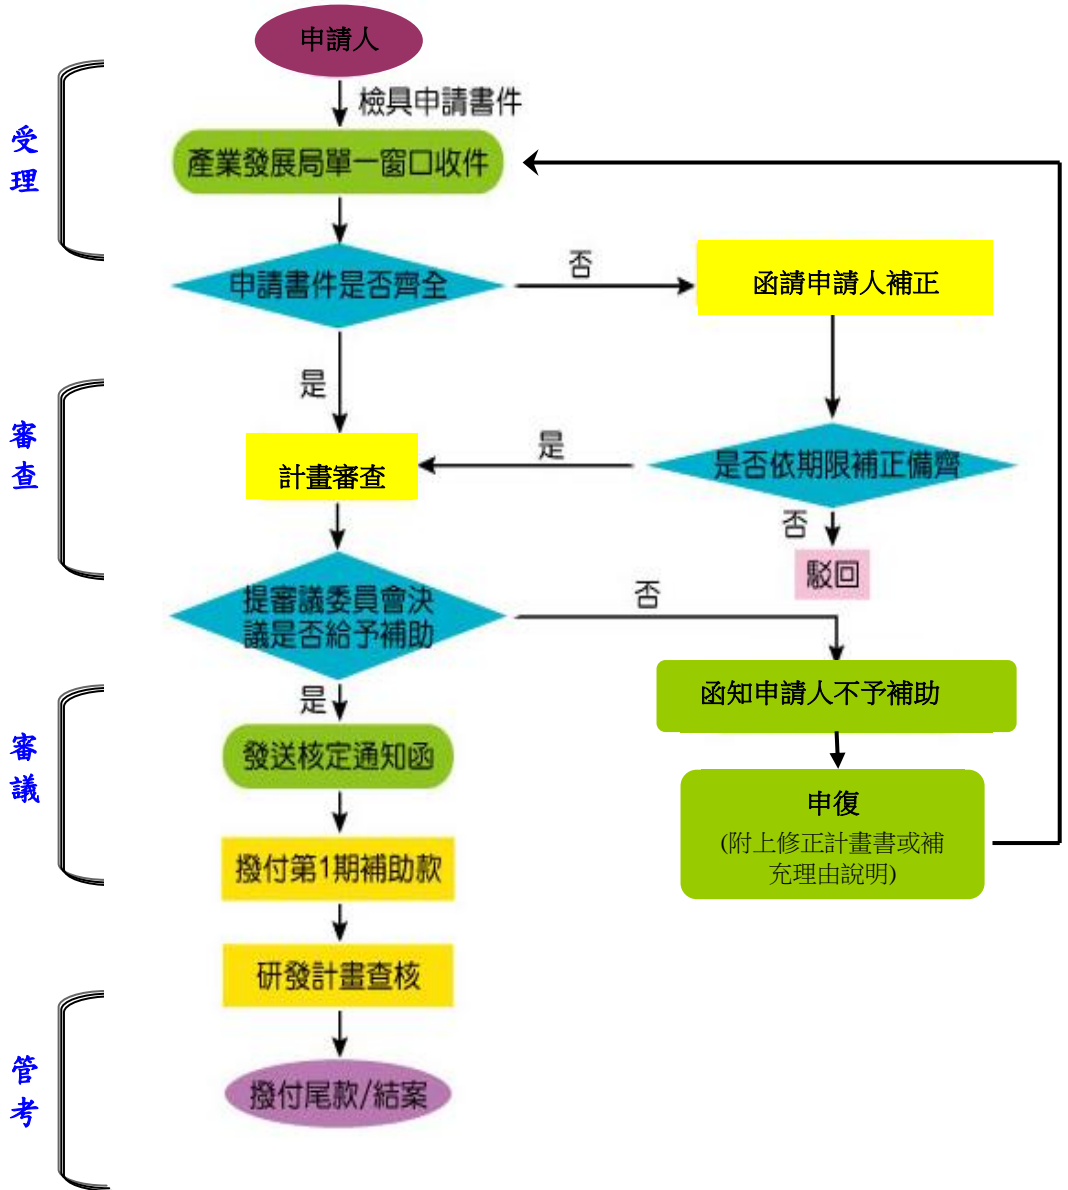 申請人
檢具申請書件
受
理
產業發展局單一窗口收件
申請書件是否齊全
否
函請申請人補正
是
審
查
計畫審查
是
是否依期限補正備齊
否
駁回
提審議委員會決
議是否給予補助
否
函知申請人不予補助
是
審
議
發送核定通知函
申復
(附上修正計畫書或補
充理由說明)
撥付第1期補助款
研發計畫查核
管
考
撥付尾款/結案